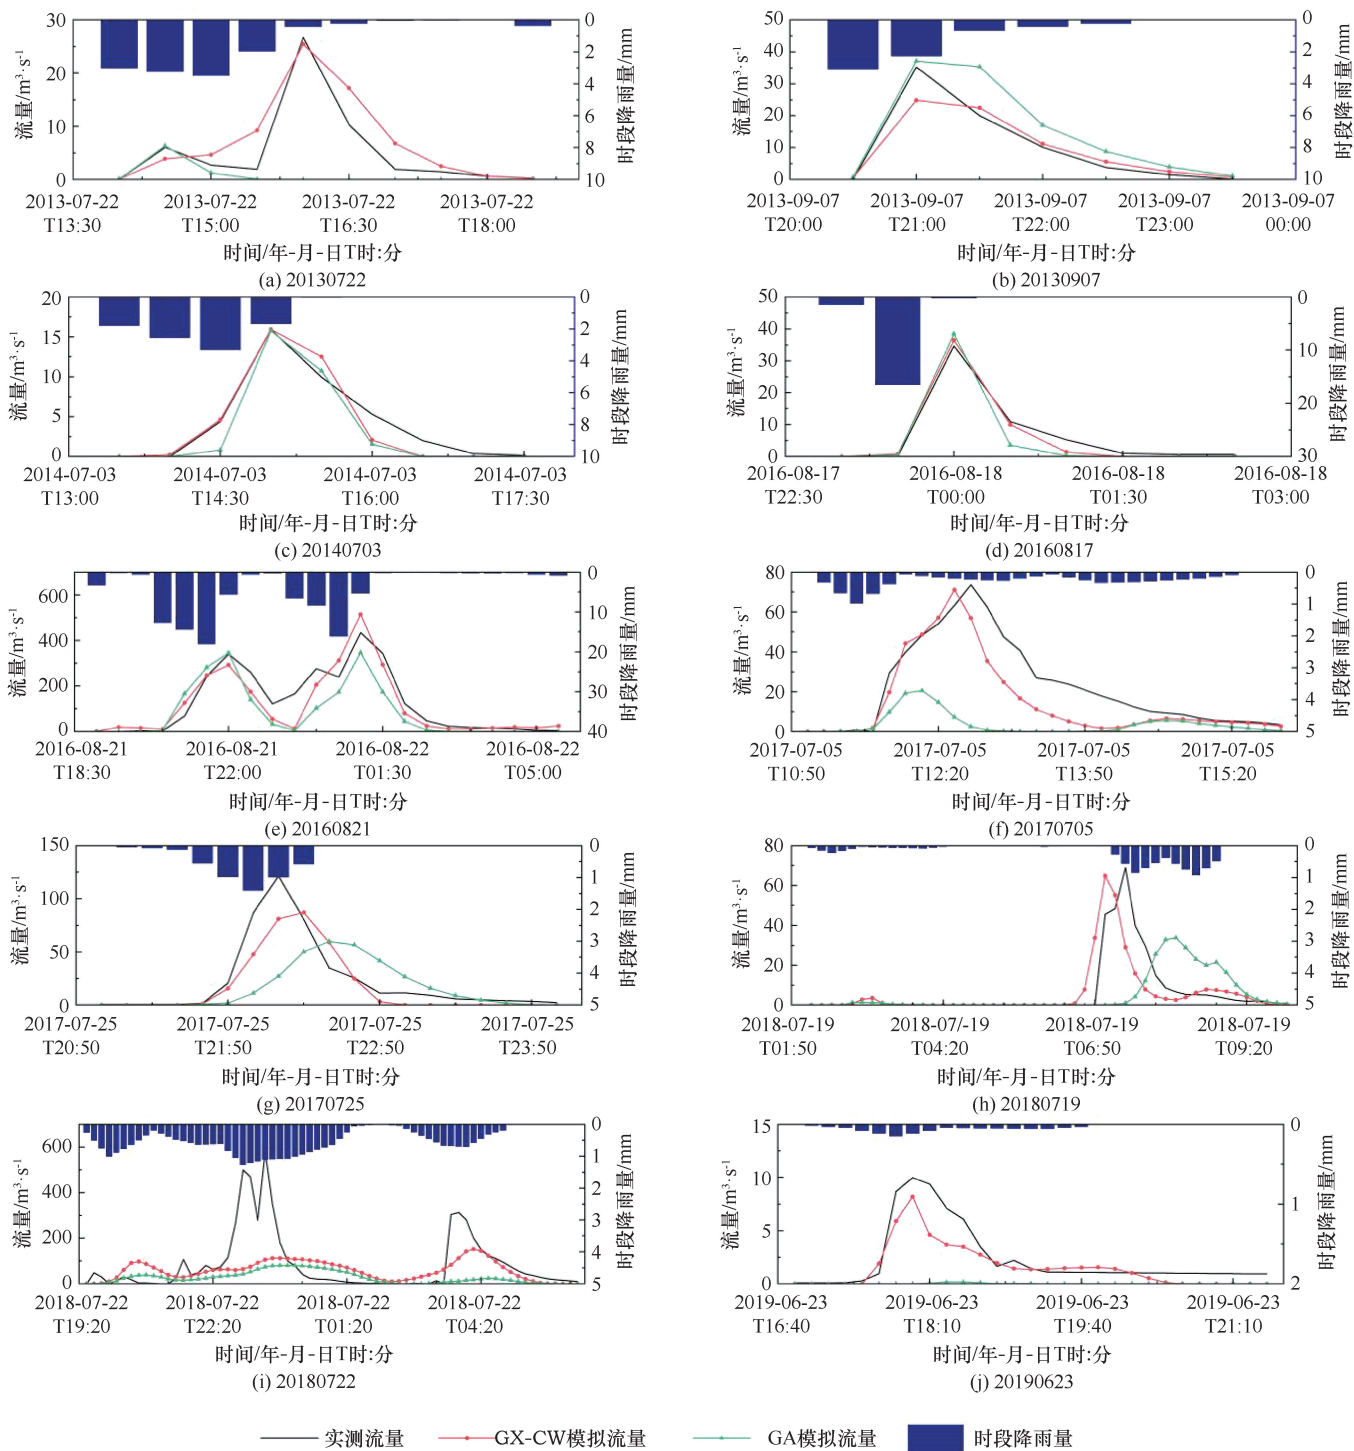 30
20
10
0
流量/m³·s⁻¹
0
2
4
6
8
10
时段降雨量/mm
2013-07-22 2013-07-22 2013-07-22 2013-07-22
T13:30 T15:00 T16:30 T18:00
时间/年-月-日T时:分
(a) 20130722
50
40
30
20
10
0
流量/m³·s⁻¹
0
2
4
6
8
10
时段降雨量/mm
2013-09-07 2013-09-07 2013-09-07 2013-09-07 2013-09-07
T20:00 T21:00 T22:00 T23:00 00:00
时间/年-月-日T时:分
(b) 20130907
20
15
10
5
0
流量/m³·s⁻¹
0
2
4
6
8
10
时段降雨量/mm
2014-07-03 2014-07-03 2014-07-03 2014-07-03
T13:00 T14:30 T16:00 T17:30
时间/年-月-日T时:分
(c) 20140703
50
40
30
20
10
0
流量/m³·s⁻¹
0
10
20
30
时段降雨量/mm
2016-08-17 2016-08-18 2016-08-18 2016-08-18
T22:30 T00:00 T01:30 T03:00
时间/年-月-日T时:分
(d) 20160817
600
400
200
0
流量/m³·s⁻¹
0
10
20
30
40
时段降雨量/mm
2016-08-21 2016-08-21 2016-08-22 2016-08-22
T18:30 T22:00 T01:30 T05:00
时间/年-月-日T时:分
(e) 20160821
80
60
40
20
0
流量/m³·s⁻¹
0
1
2
3
4
5
时段降雨量/mm
2017-07-05 2017-07-05 2017-07-05 2017-07-05
T10:50 T12:20 T13:50 T15:20
时间/年-月-日T时:分
(f) 20170705
150
100
50
0
流量/m³·s⁻¹
0
1
2
3
4
5
时段降雨量/mm
2017-07-25 2017-07-25 2017-07-25 2017-07-25
T20:50 T21:50 T22:50 T23:50
时间/年-月-日T时:分
(g) 20170725
80
60
40
20
0
流量/m³·s⁻¹
0
1
2
3
4
5
时段降雨量/mm
2018-07-19 2018-07-19 2018-07-19 2018-07-19
T01:50 T04:20 T06:50 T09:20
时间/年-月-日T时:分
(h) 20180719
600
400
200
0
流量/m³·s⁻¹
0
1
2
3
4
5
时段降雨量/mm
2018-07-22 2018-07-22 2018-07-22 2018-07-22
T19:20 T22:20 T01:20 T04:20
时间/年-月-日T时:分
(i) 20180722
15
10
5
0
流量/m³·s⁻¹
0
1
2
时段降雨量/mm
2019-06-23 2019-06-23 2019-06-23 2019-06-23
T16:40 T18:10 T19:40 T21:10
时间/年-月-日T时:分
(j) 20190623
实测流量 GX-CW模拟流量 GA模拟流量 时段降雨量